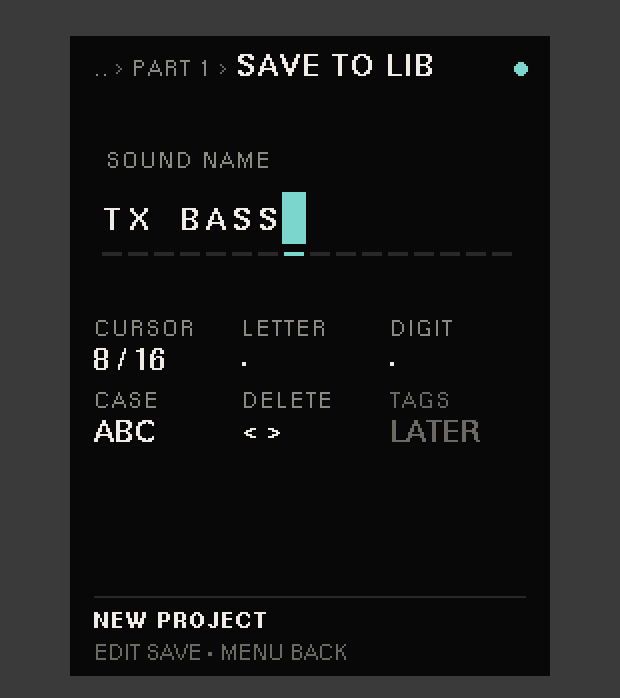 .. > PART 1 > SAVE TO LIB
SOUND NAME
TX BASS
CURSOR LETTER DIGIT
8 / 16 . .
CASE DELETE TAGS
ABC < > LATER
NEW PROJECT
EDIT SAVE · MENU BACK